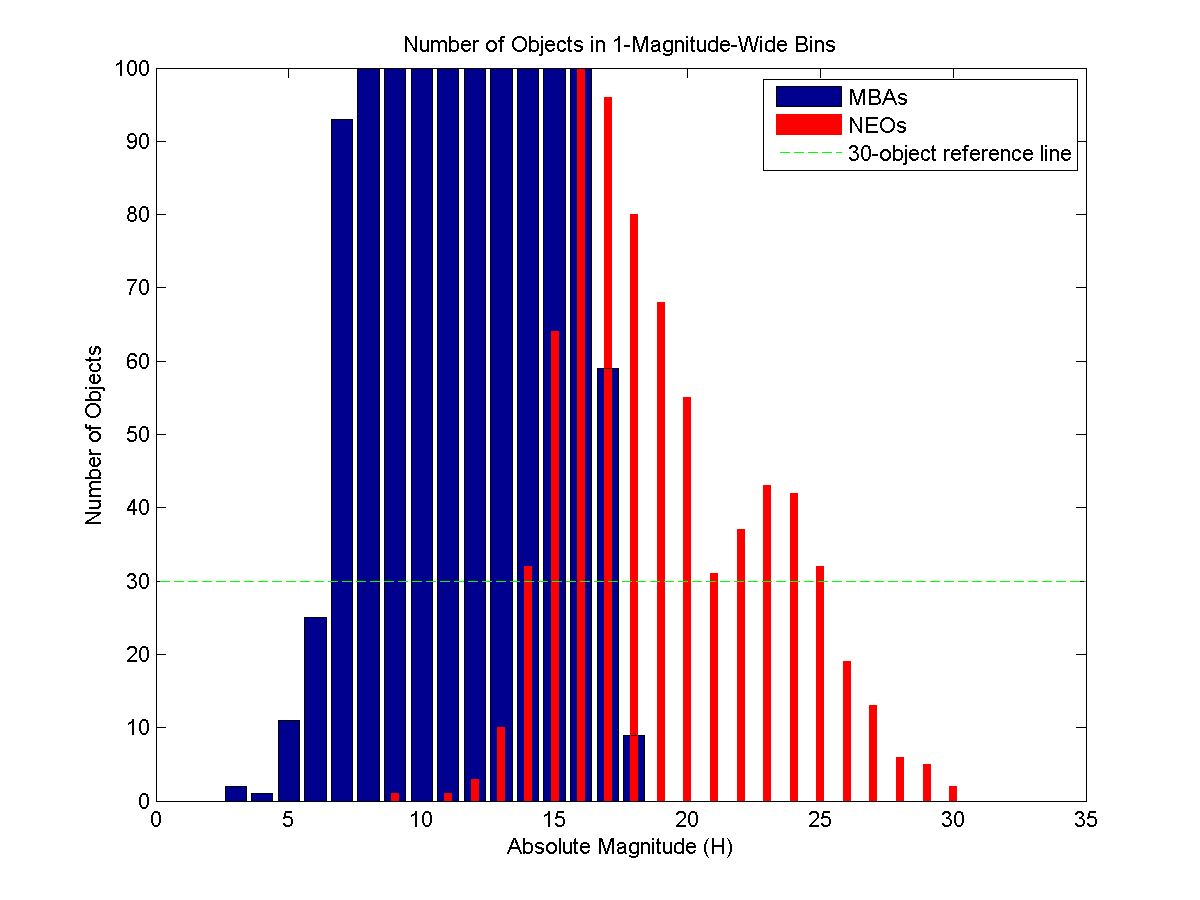 Number of Objects in 1-Magnitude-Wide Bins
MBAs
NEOs
30-object reference line
100
90
80
70
60
50
40
30
20
10
0
Number of Objects
0 5 10 15 20 25 30 35
Absolute Magnitude (H)